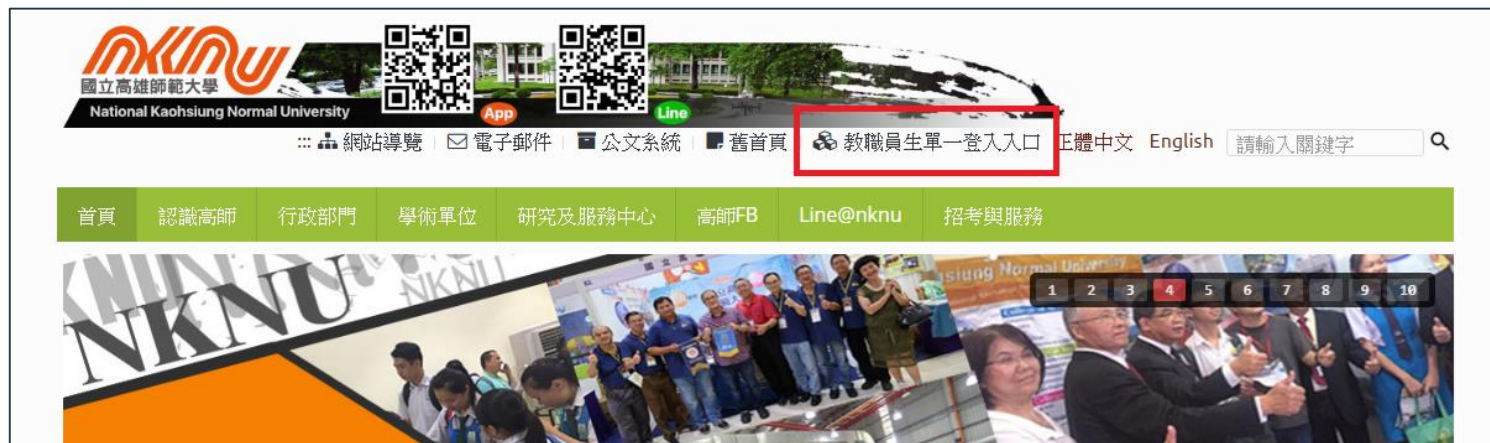 nknu
國立高雄師範大學
National Kaohsiung Normal University
App
Line
網站導覽 電子郵件 公文系統 舊首頁 教職員生單一登入入口 正體中文 English 請輸入關鍵字
首頁 認識高師 行政部門 學術單位 研究及服務中心 高師FB Line@nknu 招考與服務
NKNU
NKNU
1 2 3 4 5 6 7 8 9 10